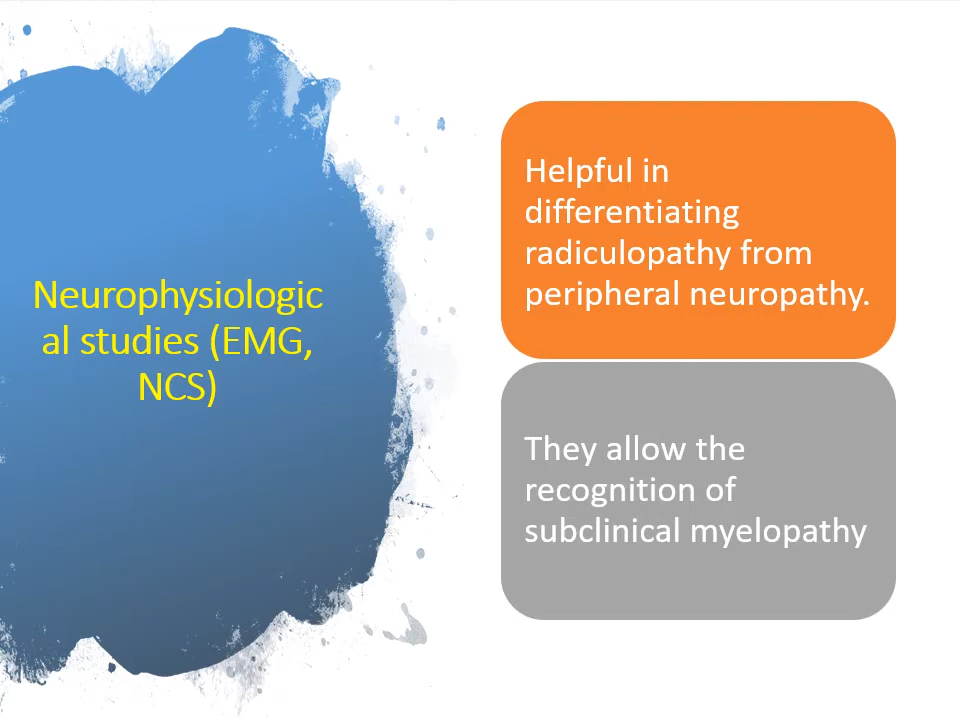 Neurophysiologic
al studies (EMG,
NCS)
Helpful in
differentiating
radiculopathy from
peripheral neuropathy.
They allow the
recognition of
subclinical myelopathy